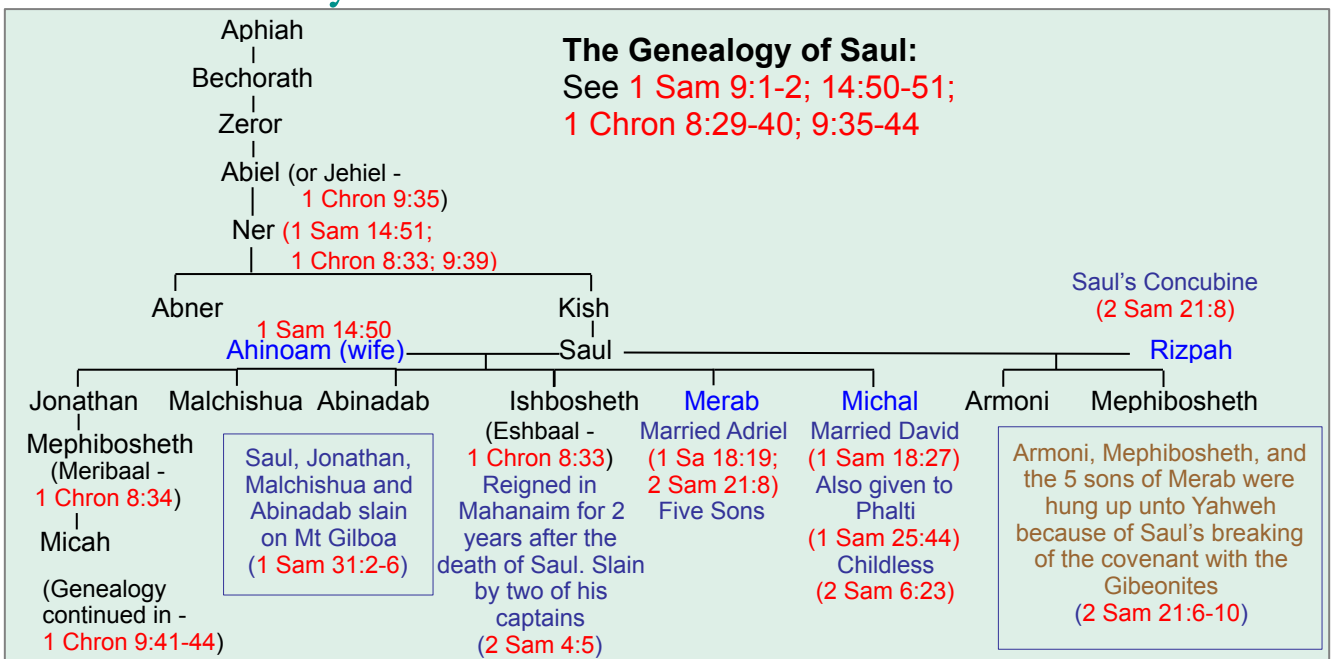 Aphiah
Bechorath
Zeror
Abiel (or Jehiel -
1 Chron 9:35)
Ner (1 Sam 14:51;
1 Chron 8:33; 9:39)
The Genealogy of Saul:
See 1 Sam 9:1-2; 14:50-51;
1 Chron 8:29-40; 9:35-44
Abner
Kish
Saul's Concubine
(2 Sam 21:8)
1 Sam 14:50
Ahinoam (wife)
Saul
Rizpah
Jonathan
Malchishua
Abinadab
Ishbosheth
Merab
Michal
Armoni
Mephibosheth
Mephibosheth
(Meribaal -
1 Chron 8:34)
Micah
(Genealogy
continued in -
1 Chron 9:41-44)
Saul, Jonathan,
Malchishua and
Abinadab slain
on Mt Gilboa
(1 Sam 31:2-6)
(Eshbaal -
1 Chron 8:33)
Reigned in
Mahanaim for 2
years after the
death of Saul. Slain
by two of his
captains
(2 Sam 4:5)
Married Adriel
(1 Sa 18:19;
2 Sam 21:8)
Five Sons
Married David
(1 Sam 18:27)
Also given to
Phalti
(1 Sam 25:44)
Childless
(2 Sam 6:23)
Armoni, Mephibosheth, and
the 5 sons of Merab were
hung up unto Yahweh
because of Saul's breaking
of the covenant with the
Gibeonites
(2 Sam 21:6-10)